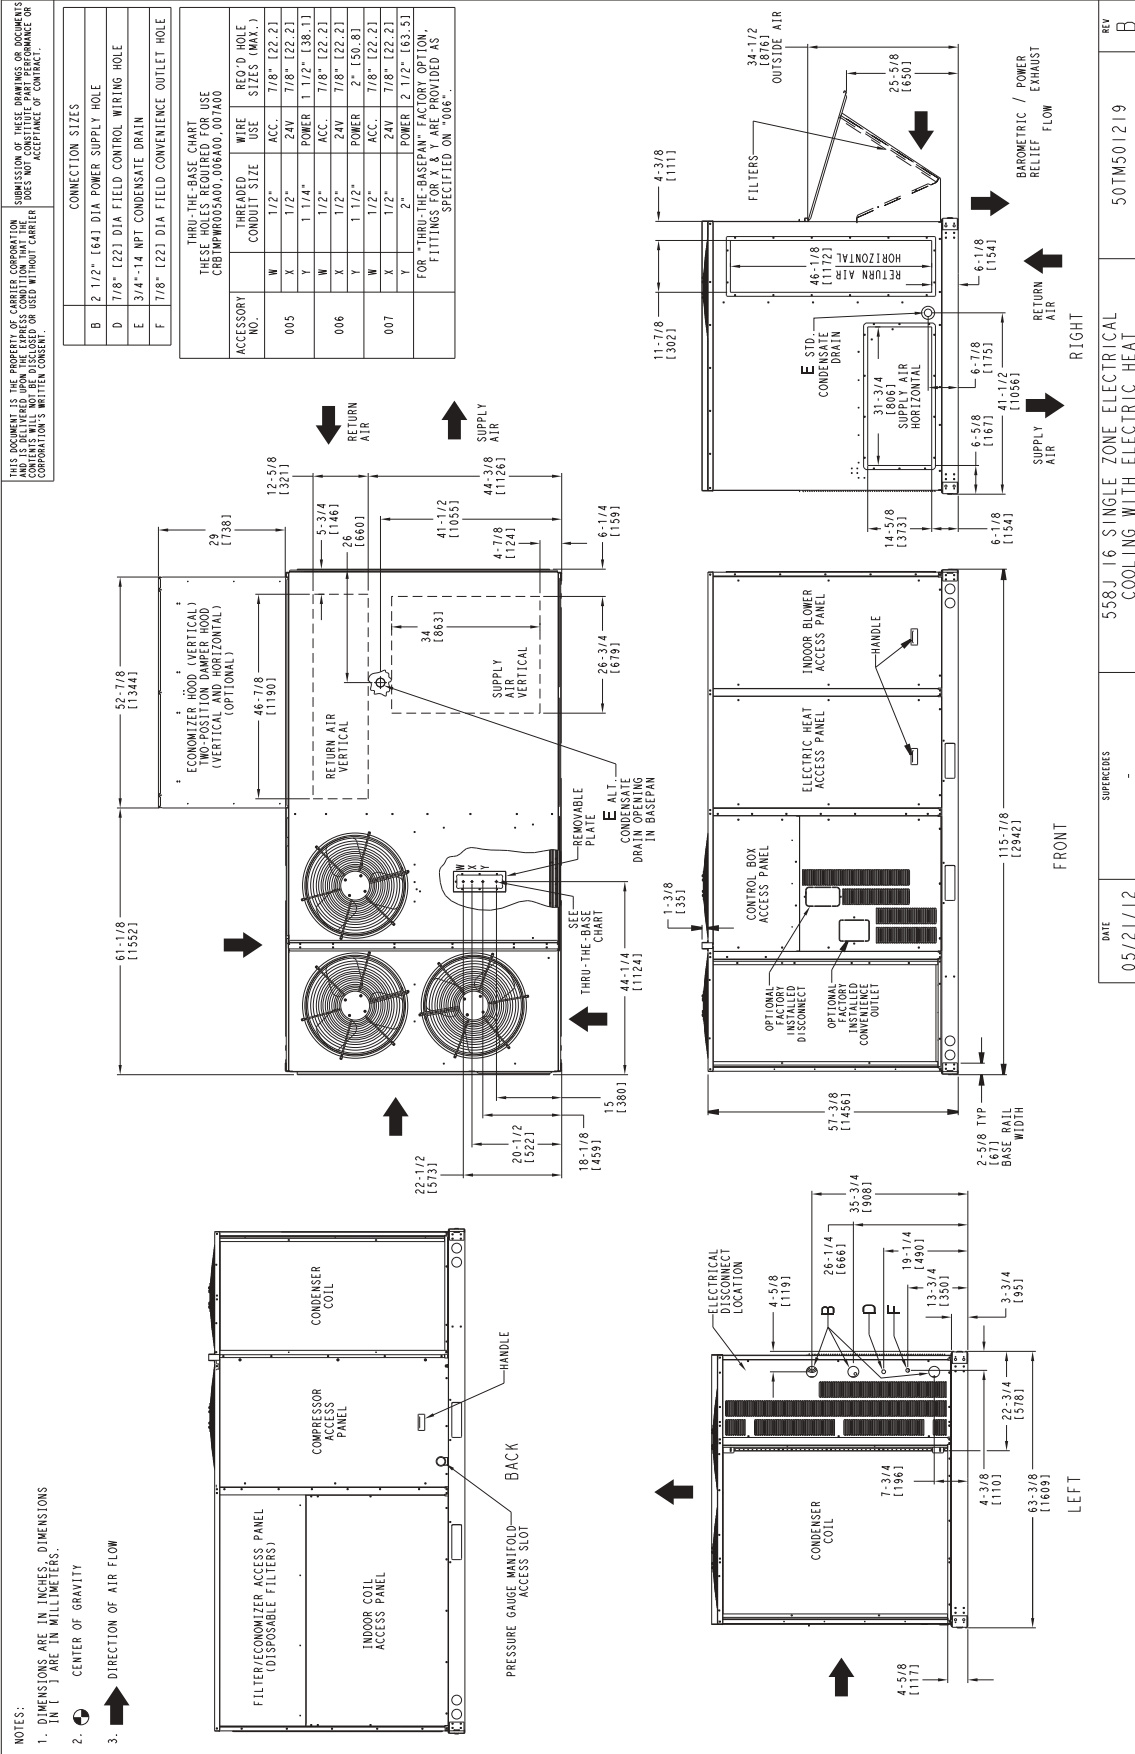 NOTES:
1. DIMENSIONS ARE IN INCHES, DIMENSIONS
IN [ ] ARE IN MILLIMETERS.
2. CENTER OF GRAVITY
3. DIRECTION OF AIR FLOW
THIS DOCUMENT IS THE PROPERTY OF CARRIER CORPORATION
AND IS DELIVERED UPON THE EXPRESS CONDITION THAT THE
CONTENTS WILL NOT BE DISCLOSED OR USED WITHOUT CARRIER
CORPORATION'S WRITTEN CONSENT.
SUBMISSION OF THESE DRAWINGS OR DOCUMENTS
DOES NOT CONSTITUTE PART PERFORMANCE OR
ACCEPTANCE OF CONTRACT.
CONNECTION SIZES
B 2 1/2" [64] DIA POWER SUPPLY HOLE
D 7/8" [22] DIA FIELD CONTROL WIRING HOLE
E 3/4"-14 NPT CONDENSATE DRAIN
F 7/8" [22] DIA FIELD CONVENIENCE OUTLET HOLE
THRU-THE-BASE CHART
THESE HOLES REQUIRED FOR USE
CRBTMPWR005A00,006A00,007A00
ACCESSORY NO. THREADED CONDUIT SIZE WIRE USE REQ'D HOLE SIZES (MAX.)
005 W 1/2" ACC. 7/8" [22.2]
X 1/2" 24V 7/8" [22.2]
Y 1 1/4" POWER 1 1/2" [38.1]
006 W 1/2" ACC. 7/8" [22.2]
X 1/2" 24V 7/8" [22.2]
Y 1 1/2" POWER 2" [50.8]
007 W 1/2" ACC. 7/8" [22.2]
X 1/2" 24V 7/8" [22.2]
Y 2" POWER 2 1/2" [63.5]
FOR "THRU-THE-BASEPAN" FACTORY OPTION,
FITTINGS FOR X & Y ARE PROVIDED AS
SPECIFIED ON "006".
FILTER/ECONOMIZER ACCESS PANEL
(DISPOSABLE FILTERS)
INDOOR COIL
ACCESS PANEL
COMPRESSOR
ACCESS
PANEL
CONDENSER
COIL
HANDLE
PRESSURE GAUGE MANIFOLD
ACCESS SLOT
BACK
61-1/8
[1552]
52-7/8
[1344]
29
[738]
ECONOMIZER HOOD (VERTICAL)
TWO-POSITION DAMPER HOOD
(VERTICAL AND HORIZONTAL)
(OPTIONAL)
46-7/8
[1190]
RETURN AIR
VERTICAL
12-5/8
[321]
5-3/4
[146]
26
[660]
RETURN
AIR
SUPPLY
AIR
44-3/8
[1126]
41-1/2
[1055]
4-7/8
[124]
6-1/4
[159]
34
[863]
SUPPLY
AIR
VERTICAL
26-3/4
[679]
W
X
Y
REMOVABLE
PLATE
E ALT.
CONDENSATE
DRAIN OPENING
IN BASEPAN
SEE
THRU-THE-BASE
CHART
44-1/4
[1124]
22-1/2
[573]
20-1/2
[522]
18-1/8
[459]
15
[380]
ELECTRICAL
DISCONNECT
LOCATION
4-5/8
[119]
35-3/4
[908]
26-1/4
[666]
19-1/4
[490]
13-3/4
[350]
3-3/4
[95]
B
D
F
CONDENSER
COIL
22-3/4
[578]
7-3/4
[196]
4-3/8
[110]
63-3/8
[1609]
4-5/8
[117]
LEFT
1-3/8
[35]
CONTROL BOX
ACCESS PANEL
ELECTRIC HEAT
ACCESS PANEL
INDOOR BLOWER
ACCESS PANEL
HANDLE
OPTIONAL
FACTORY
INSTALLED
DISCONNECT
OPTIONAL
FACTORY
INSTALLED
CONVENIENCE
OUTLET
57-3/8
[1456]
2-5/8 TYP
[67]
BASE RAIL
WIDTH
115-7/8
[2942]
FRONT
34-1/2
[876]
OUTSIDE AIR
25-5/8
[650]
4-3/8
[111]
FILTERS
BAROMETRIC / POWER
RELIEF FLOW EXHAUST
11-7/8
[302]
46-1/8
[1172]
RETURN AIR
HORIZONTAL
6-1/8
[154]
RETURN
AIR
E STD.
CONDENSATE
DRAIN
31-3/4
[806]
SUPPLY AIR
HORIZONTAL
6-7/8
[175]
41-1/2
[1056]
6-5/8
[167]
SUPPLY
AIR
14-5/8
[373]
6-1/8
[154]
RIGHT
DATE
05/21/12
SUPERCEDES
-
558J 16 SINGLE ZONE ELECTRICAL
COOLING WITH ELECTRIC HEAT
50TM501219
REV
B